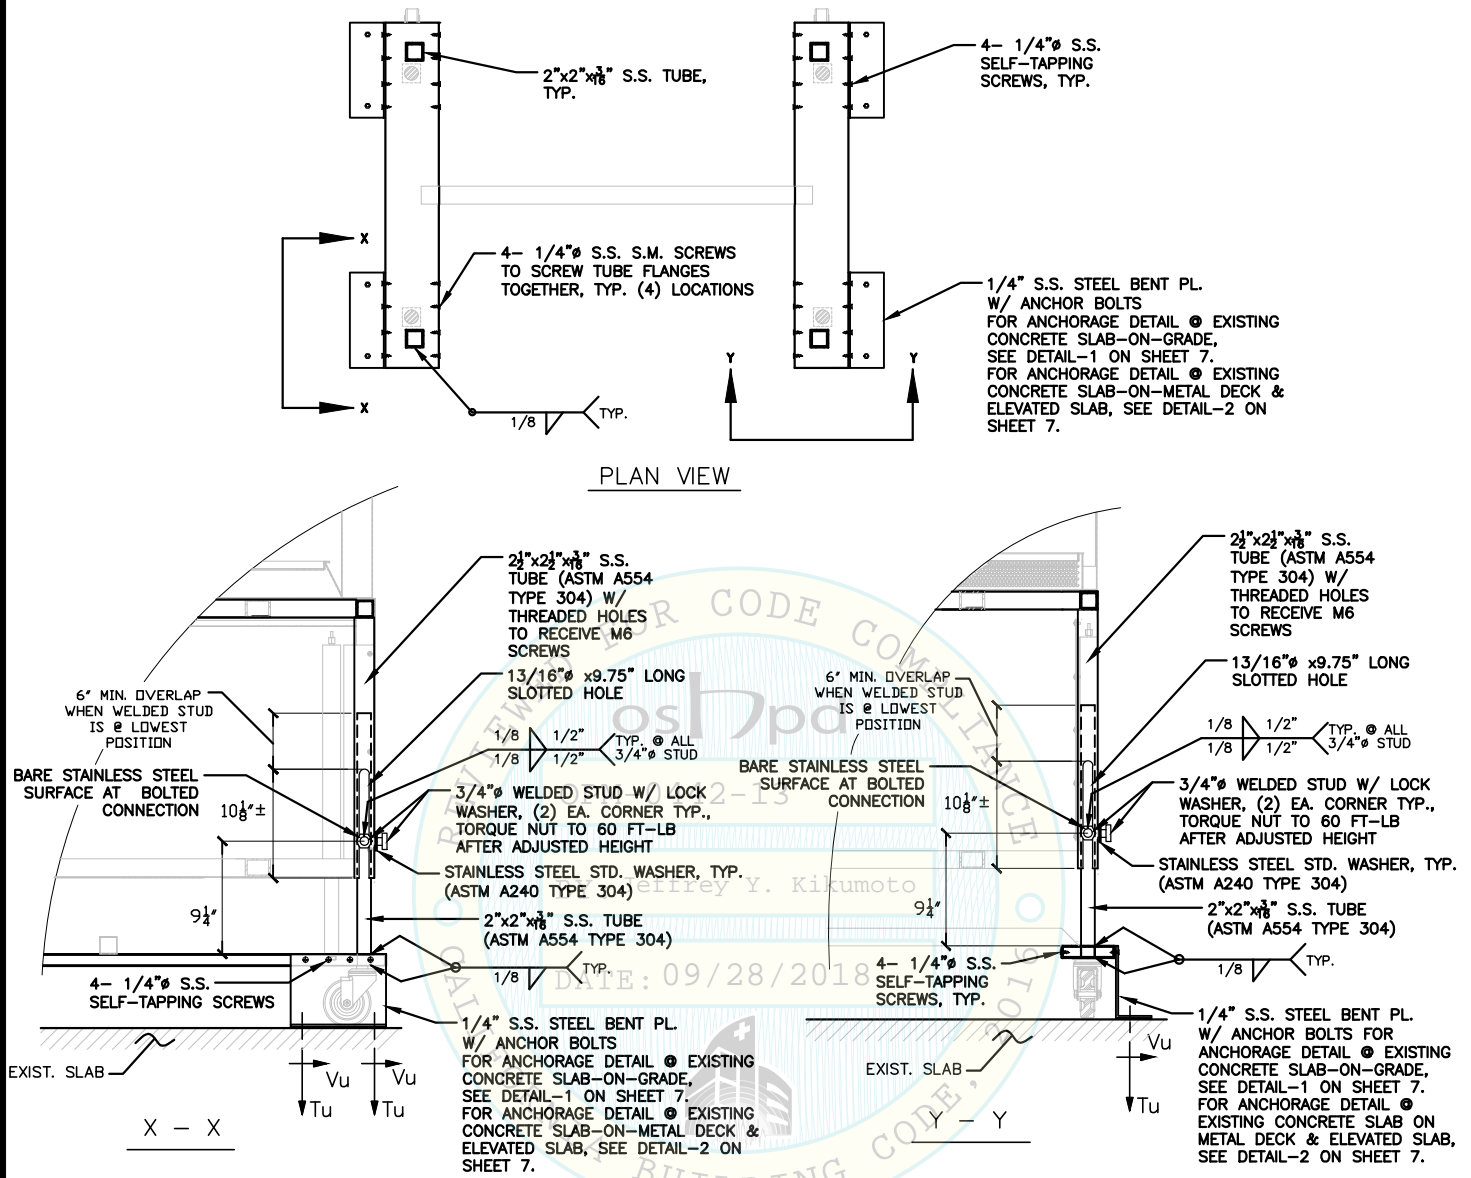 2"x2"x3/16" S.S. TUBE,
TYP.
4- 1/4"ø S.S.
SELF-TAPPING
SCREWS, TYP.
X
4- 1/4"ø S.S. S.M. SCREWS
TO SCREW TUBE FLANGES
TOGETHER, TYP. (4) LOCATIONS
1/4" S.S. STEEL BENT PL.
W/ ANCHOR BOLTS
FOR ANCHORAGE DETAIL @ EXISTING
CONCRETE SLAB-ON-GRADE,
SEE DETAIL-1 ON SHEET 7.
FOR ANCHORAGE DETAIL @ EXISTING
CONCRETE SLAB-ON-METAL DECK &
ELEVATED SLAB, SEE DETAIL-2 ON
SHEET 7.
Y Y
X
1/8 TYP.
PLAN VIEW
2 1/2"x2 1/2"x3/16" S.S.
TUBE (ASTM A554
TYPE 304) W/
THREADED HOLES
TO RECEIVE M6
SCREWS
13/16"ø x9.75" LONG
SLOTTED HOLE
6" MIN. OVERLAP
WHEN WELDED STUD
IS @ LOWEST
POSITION
1/8 1/2"
1/8 1/2"
TYP. @ ALL
3/4"ø STUD
BARE STAINLESS STEEL
SURFACE AT BOLTED
CONNECTION
10 1/8"±
3/4"ø WELDED STUD W/ LOCK
WASHER, (2) EA. CORNER TYP.,
TORQUE NUT TO 60 FT-LB
AFTER ADJUSTED HEIGHT
STAINLESS STEEL STD. WASHER, TYP.
(ASTM A240 TYPE 304)
9 1/4"
2"x2"x3/16" S.S. TUBE
(ASTM A554 TYPE 304)
1/8 TYP.
4- 1/4"ø S.S.
SELF-TAPPING SCREWS
1/4" S.S. STEEL BENT PL.
W/ ANCHOR BOLTS
FOR ANCHORAGE DETAIL @ EXISTING
CONCRETE SLAB-ON-GRADE,
SEE DETAIL-1 ON SHEET 7.
FOR ANCHORAGE DETAIL @ EXISTING
CONCRETE SLAB-ON-METAL DECK &
ELEVATED SLAB, SEE DETAIL-2 ON
SHEET 7.
EXIST. SLAB
Vu Vu
Tu Tu
X - X
2 1/2"x2 1/2"x3/16" S.S.
TUBE (ASTM A554
TYPE 304) W/
THREADED HOLES
TO RECEIVE M6
SCREWS
13/16"ø x9.75" LONG
SLOTTED HOLE
6" MIN. OVERLAP
WHEN WELDED STUD
IS @ LOWEST
POSITION
1/8 1/2"
1/8 1/2"
TYP. @ ALL
3/4"ø STUD
BARE STAINLESS STEEL
SURFACE AT BOLTED
CONNECTION
10 1/8"±
3/4"ø WELDED STUD W/ LOCK
WASHER, (2) EA. CORNER TYP.,
TORQUE NUT TO 60 FT-LB
AFTER ADJUSTED HEIGHT
STAINLESS STEEL STD. WASHER, TYP.
(ASTM A240 TYPE 304)
9 1/4"
2"x2"x3/16" S.S. TUBE
(ASTM A554 TYPE 304)
1/8 TYP.
4- 1/4"ø S.S.
SELF-TAPPING
SCREWS, TYP.
1/4" S.S. STEEL BENT PL.
W/ ANCHOR BOLTS FOR
ANCHORAGE DETAIL @ EXISTING
CONCRETE SLAB-ON-GRADE,
SEE DETAIL-1 ON SHEET 7.
FOR ANCHORAGE DETAIL @
EXISTING CONCRETE SLAB ON
METAL DECK & ELEVATED SLAB,
SEE DETAIL-2 ON SHEET 7.
EXIST. SLAB
Vu
Tu
Y - Y
REVIEWED FOR CODE COMPLIANCE
oshpd
BY: Jeffrey Y. Kikumoto
DATE: 09/28/2018
CALIFORNIA BUILDING CODE, 2016